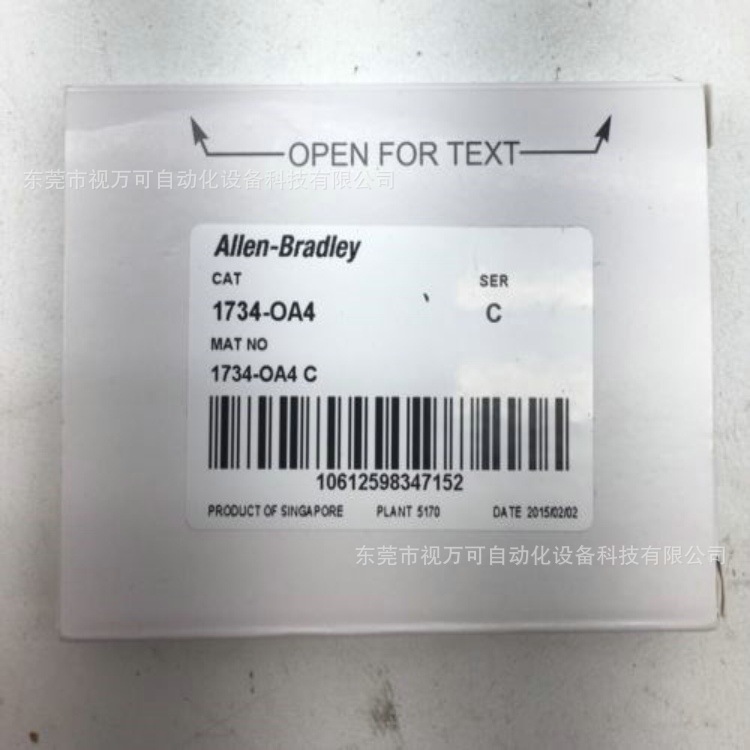 OPEN FOR TEXT
东莞市视万可自动化设备科技有限公司
Allen-Bradley
CAT SER
1734-OA4 C
MAT NO
1734-OA4 C
10612598347152
PRODUCT OF SINGAPORE PLANT 5170 DATE 2015/02/02
东莞市视万可自动化设备科技有限公司